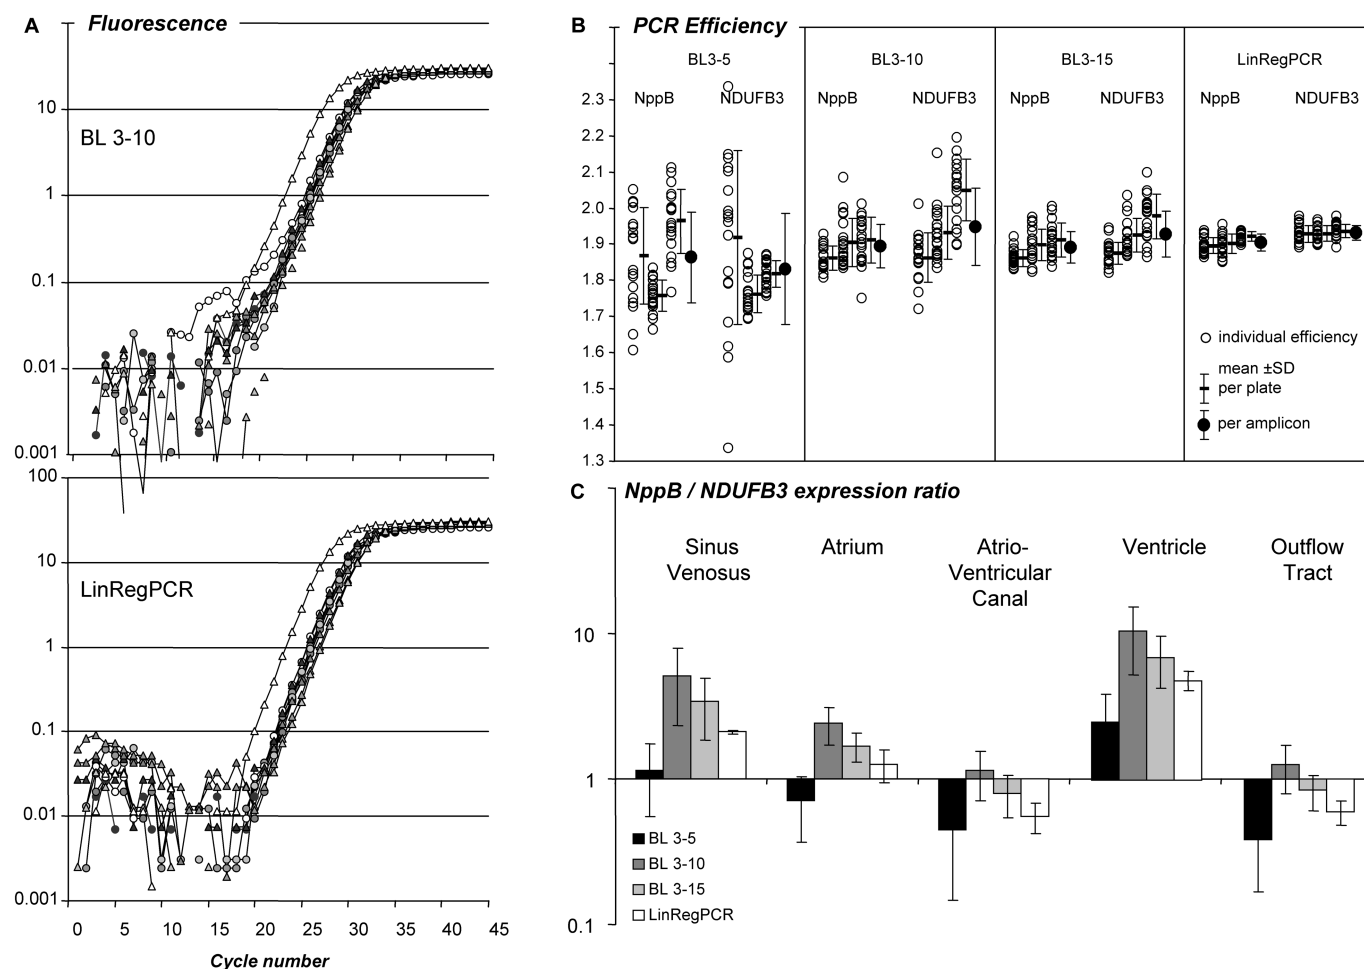 A Fluorescence
10
BL 3-10
1
0.1
0.01
0.001
100
10
LinRegPCR
1
0.1
0.01
0.001
0 5 10 15 20 25 30 35 40 45
Cycle number
B PCR Efficiency
BL3-5 BL3-10 BL3-15 LinRegPCR
NppB NDUFB3 NppB NDUFB3 NppB NDUFB3 NppB NDUFB3
2.3
2.2
2.1
2.0
1.9
1.8
1.7
1.6
1.5
1.4
1.3
individual efficiency
mean ±SD
per plate
per amplicon
C NppB / NDUFB3 expression ratio
Sinus
Venosus
Atrium
Atrio-
Ventricular
Canal
Ventricle
Outflow
Tract
10
1
0.1
BL 3-5
BL 3-10
BL 3-15
LinRegPCR